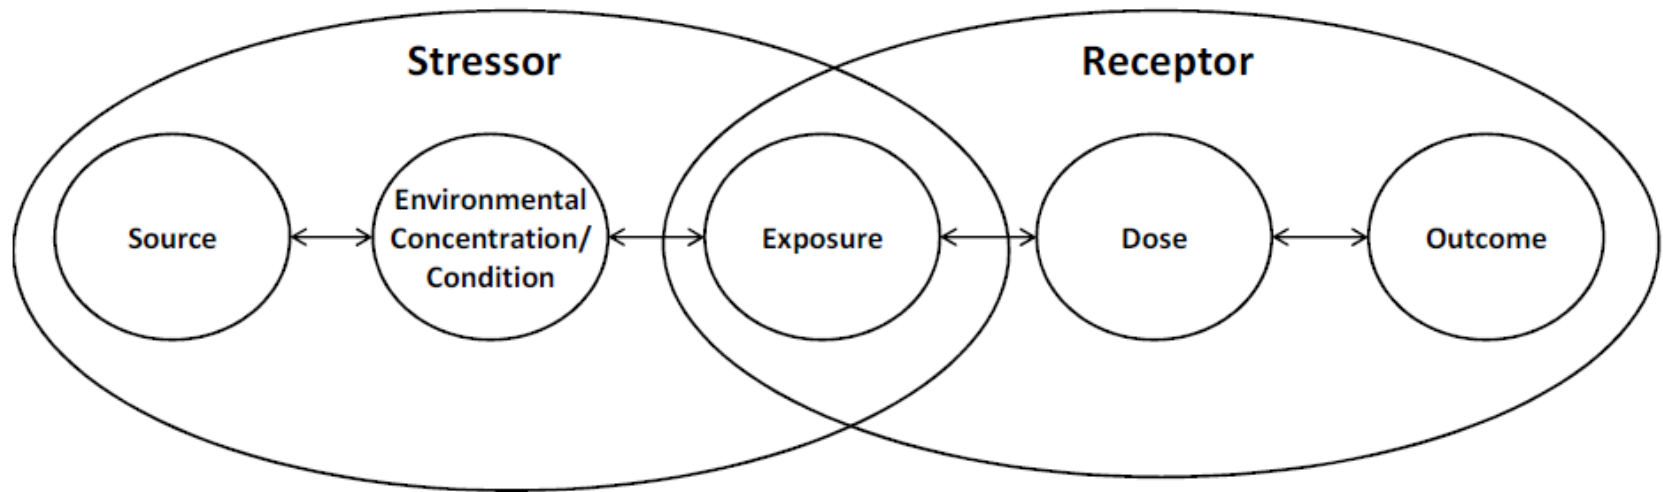 Stressor
Receptor
Source
Environmental
Concentration/
Condition
Exposure
Dose
Outcome